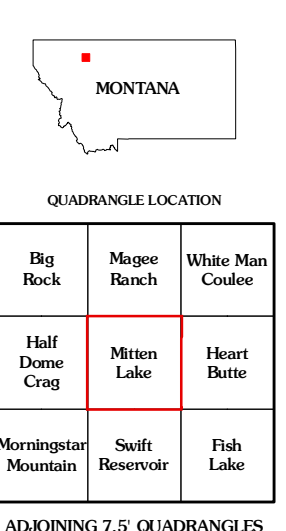 MONTANA
QUADRANGLE LOCATION
Big
Rock
Magee
Ranch
White Man
Coulee
Half
Dome
Crag
Mitten
Lake
Heart
Butte
Morningstar
Mountain
Swift
Reservoir
Fish
Lake
ADJOINING 7.5' QUADRANGLES